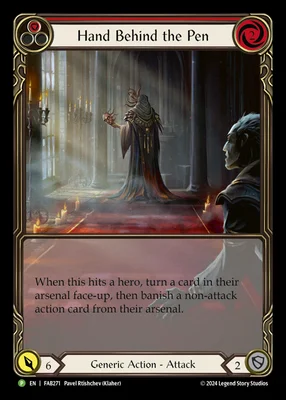 Hand Behind the Pen
When this hits a hero, turn a card in their
arsenal face-up, then banish a non-attack
action card from their arsenal.
6
Generic Action - Attack
2
P EN | FAB271 Pavel Rtishchev (Klaher)
© 2024 Legend Story Studios